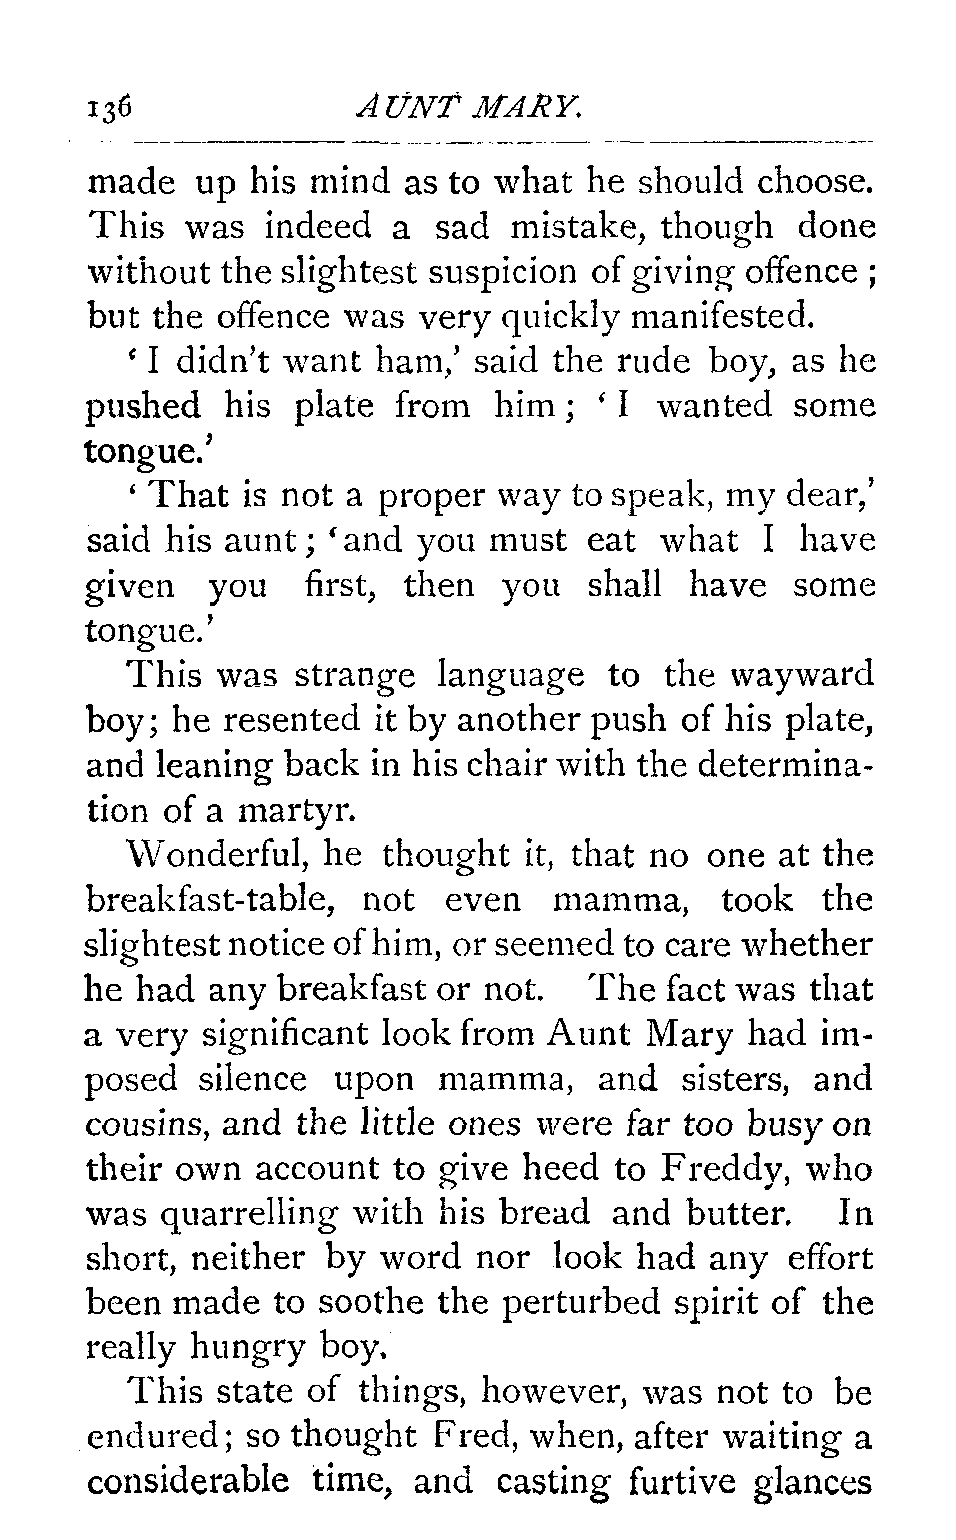 136 AUNT MARY.
made up his mind as to what he should choose.
This was indeed a sad mistake, though done
without the slightest suspicion of giving offence ;
but the offence was very quickly manifested.
‘ I didn’t want ham,’ said the rude boy, as he
pushed his plate from him ; ‘ I wanted some
tongue.’
‘ That is not a proper way to speak, my dear,’
said his aunt ; ‘ and you must eat what I have
given you first, then you shall have some
tongue.’
This was strange language to the wayward
boy; he resented it by another push of his plate,
and leaning back in his chair with the determina-
tion of a martyr.
Wonderful, he thought it, that no one at the
breakfast-table, not even mamma, took the
slightest notice of him, or seemed to care whether
he had any breakfast or not. The fact was that
a very significant look from Aunt Mary had im-
posed silence upon mamma, and sisters, and
cousins, and the little ones were far too busy on
their own account to give heed to Freddy, who
was quarrelling with his bread and butter. In
short, neither by word nor look had any effort
been made to soothe the perturbed spirit of the
really hungry boy.
This state of things, however, was not to be
endured; so thought Fred, when, after waiting a
considerable time, and casting furtive glances